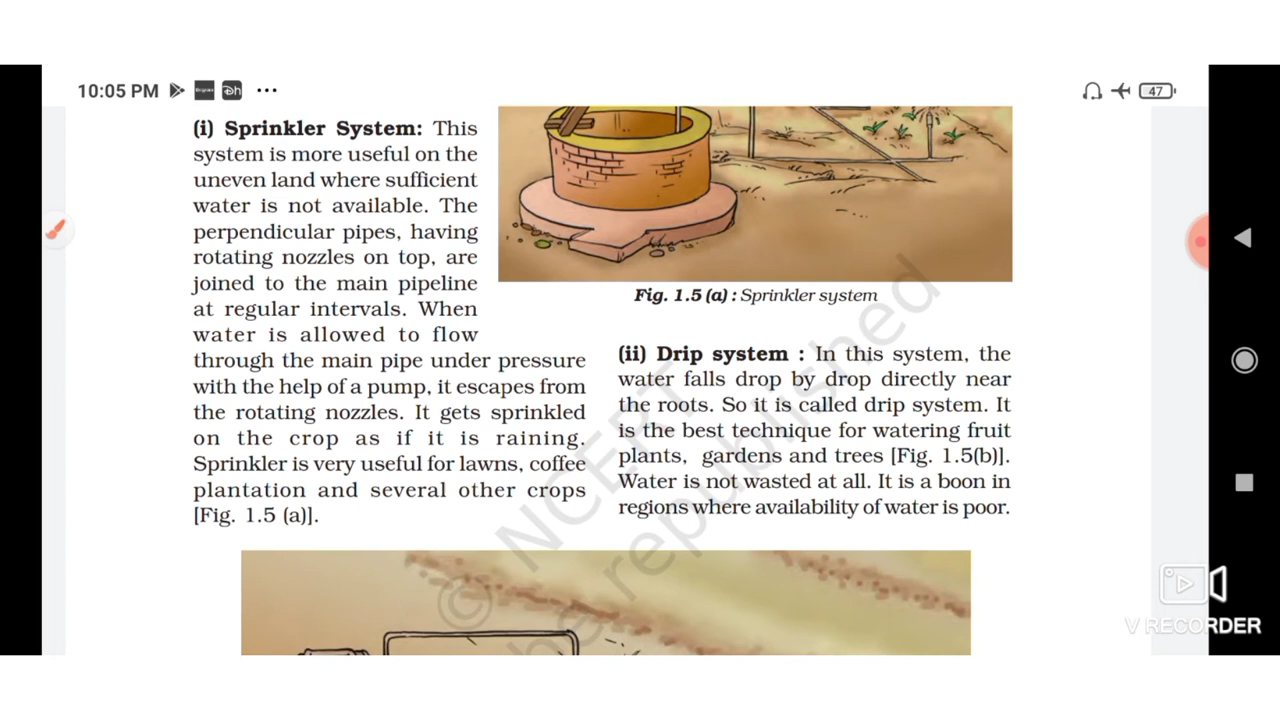 10:05 PM
47
(i) Sprinkler System: This
system is more useful on the
uneven land where sufficient
water is not available. The
perpendicular pipes, having
rotating nozzles on top, are
joined to the main pipeline
at regular intervals. When
water is allowed to flow
through the main pipe under pressure
with the help of a pump, it escapes from
the rotating nozzles. It gets sprinkled
on the crop as if it is raining.
Sprinkler is very useful for lawns, coffee
plantation and several other crops
[Fig. 1.5 (a)].
Fig. 1.5 (a) : Sprinkler system
(ii) Drip system : In this system, the
water falls drop by drop directly near
the roots. So it is called drip system. It
is the best technique for watering fruit
plants, gardens and trees [Fig. 1.5(b)].
Water is not wasted at all. It is a boon in
regions where availability of water is poor.
© NCERT
be republished
V RECORDER